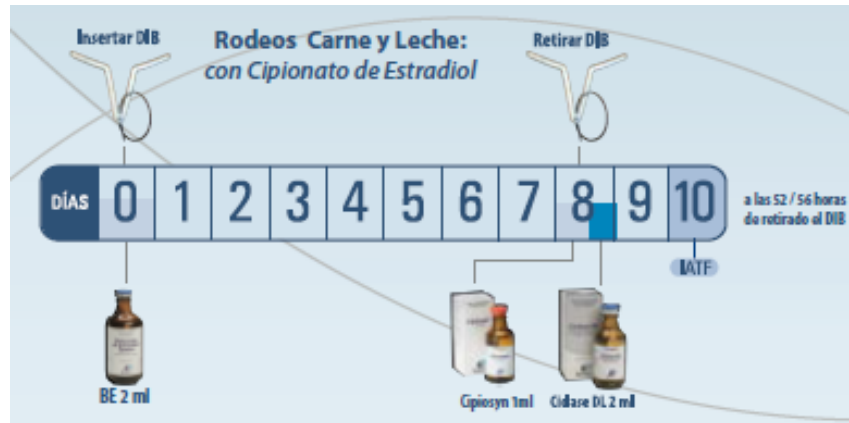 Insertar DIB
Rodeos Carne y Leche:
con Cipionato de Estradiol
Retirar DIB
DÍAS 0 1 2 3 4 5 6 7 8 9 10
a las 52 / 56 horas
de retirado el DIB
IATF
BE 2 ml
Cipiosyn 1ml
Ciclase DL 2 ml